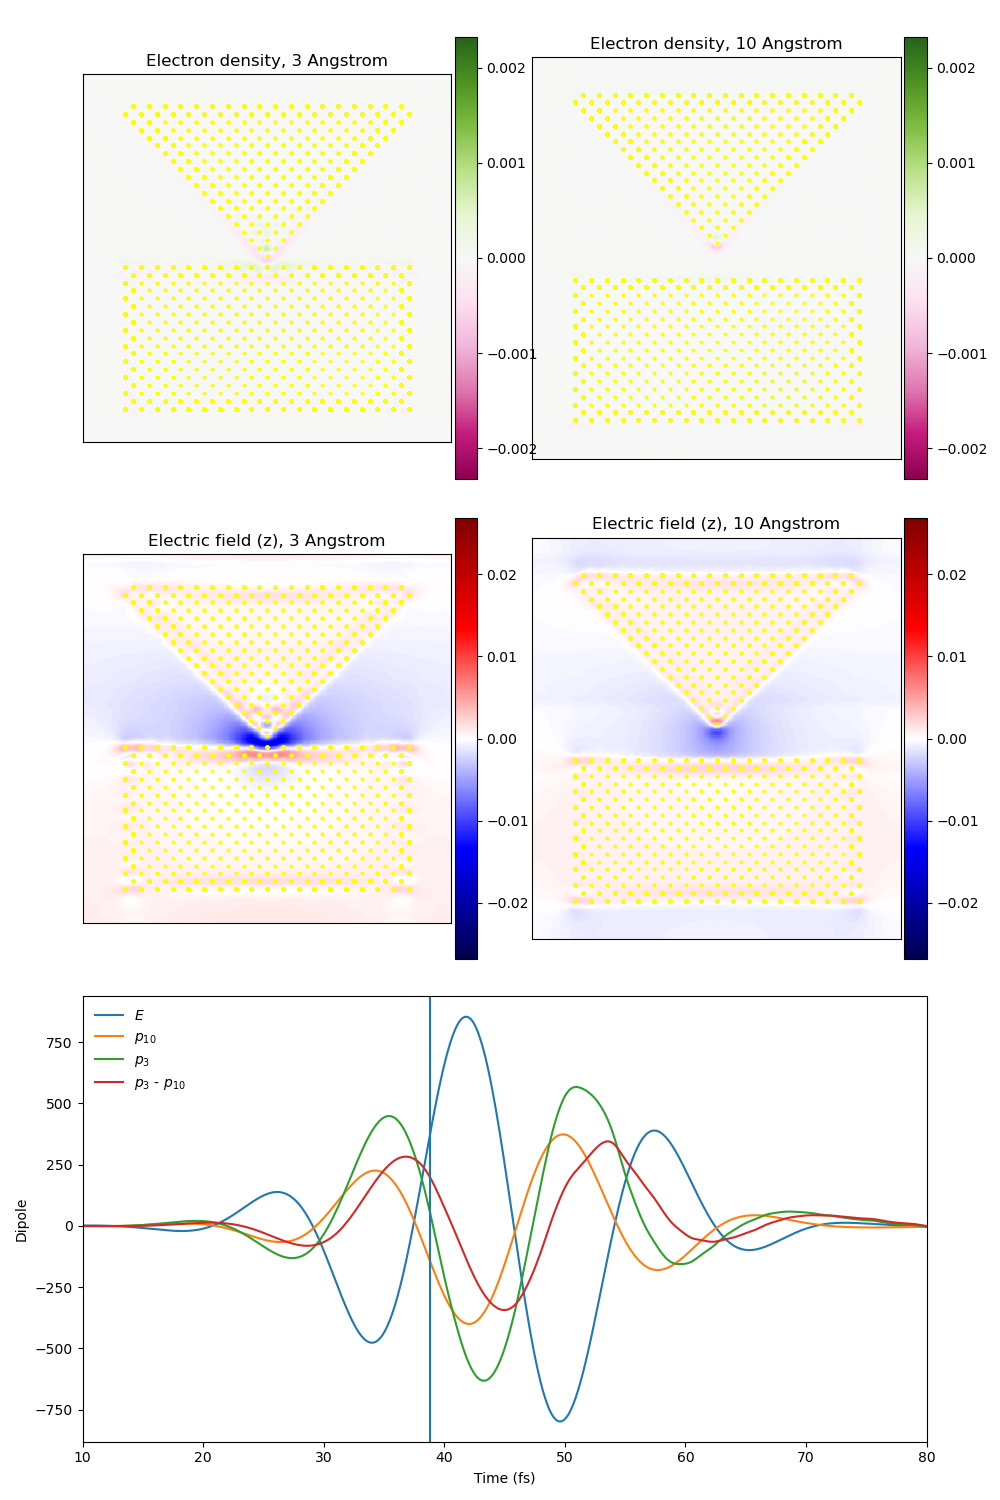 Electron density, 3 Angstrom
0.002
0.001
0.000
−0.001
−0.002
Electron density, 10 Angstrom
0.002
0.001
0.000
−0.001
−0.002
Electric field (z), 3 Angstrom
0.02
0.01
0.00
−0.01
−0.02
Electric field (z), 10 Angstrom
0.02
0.01
0.00
−0.01
−0.02
E
p10
p3
p3 - p10
750
500
250
0
−250
−500
−750
Dipole
10 20 30 40 50 60 70 80
Time (fs)